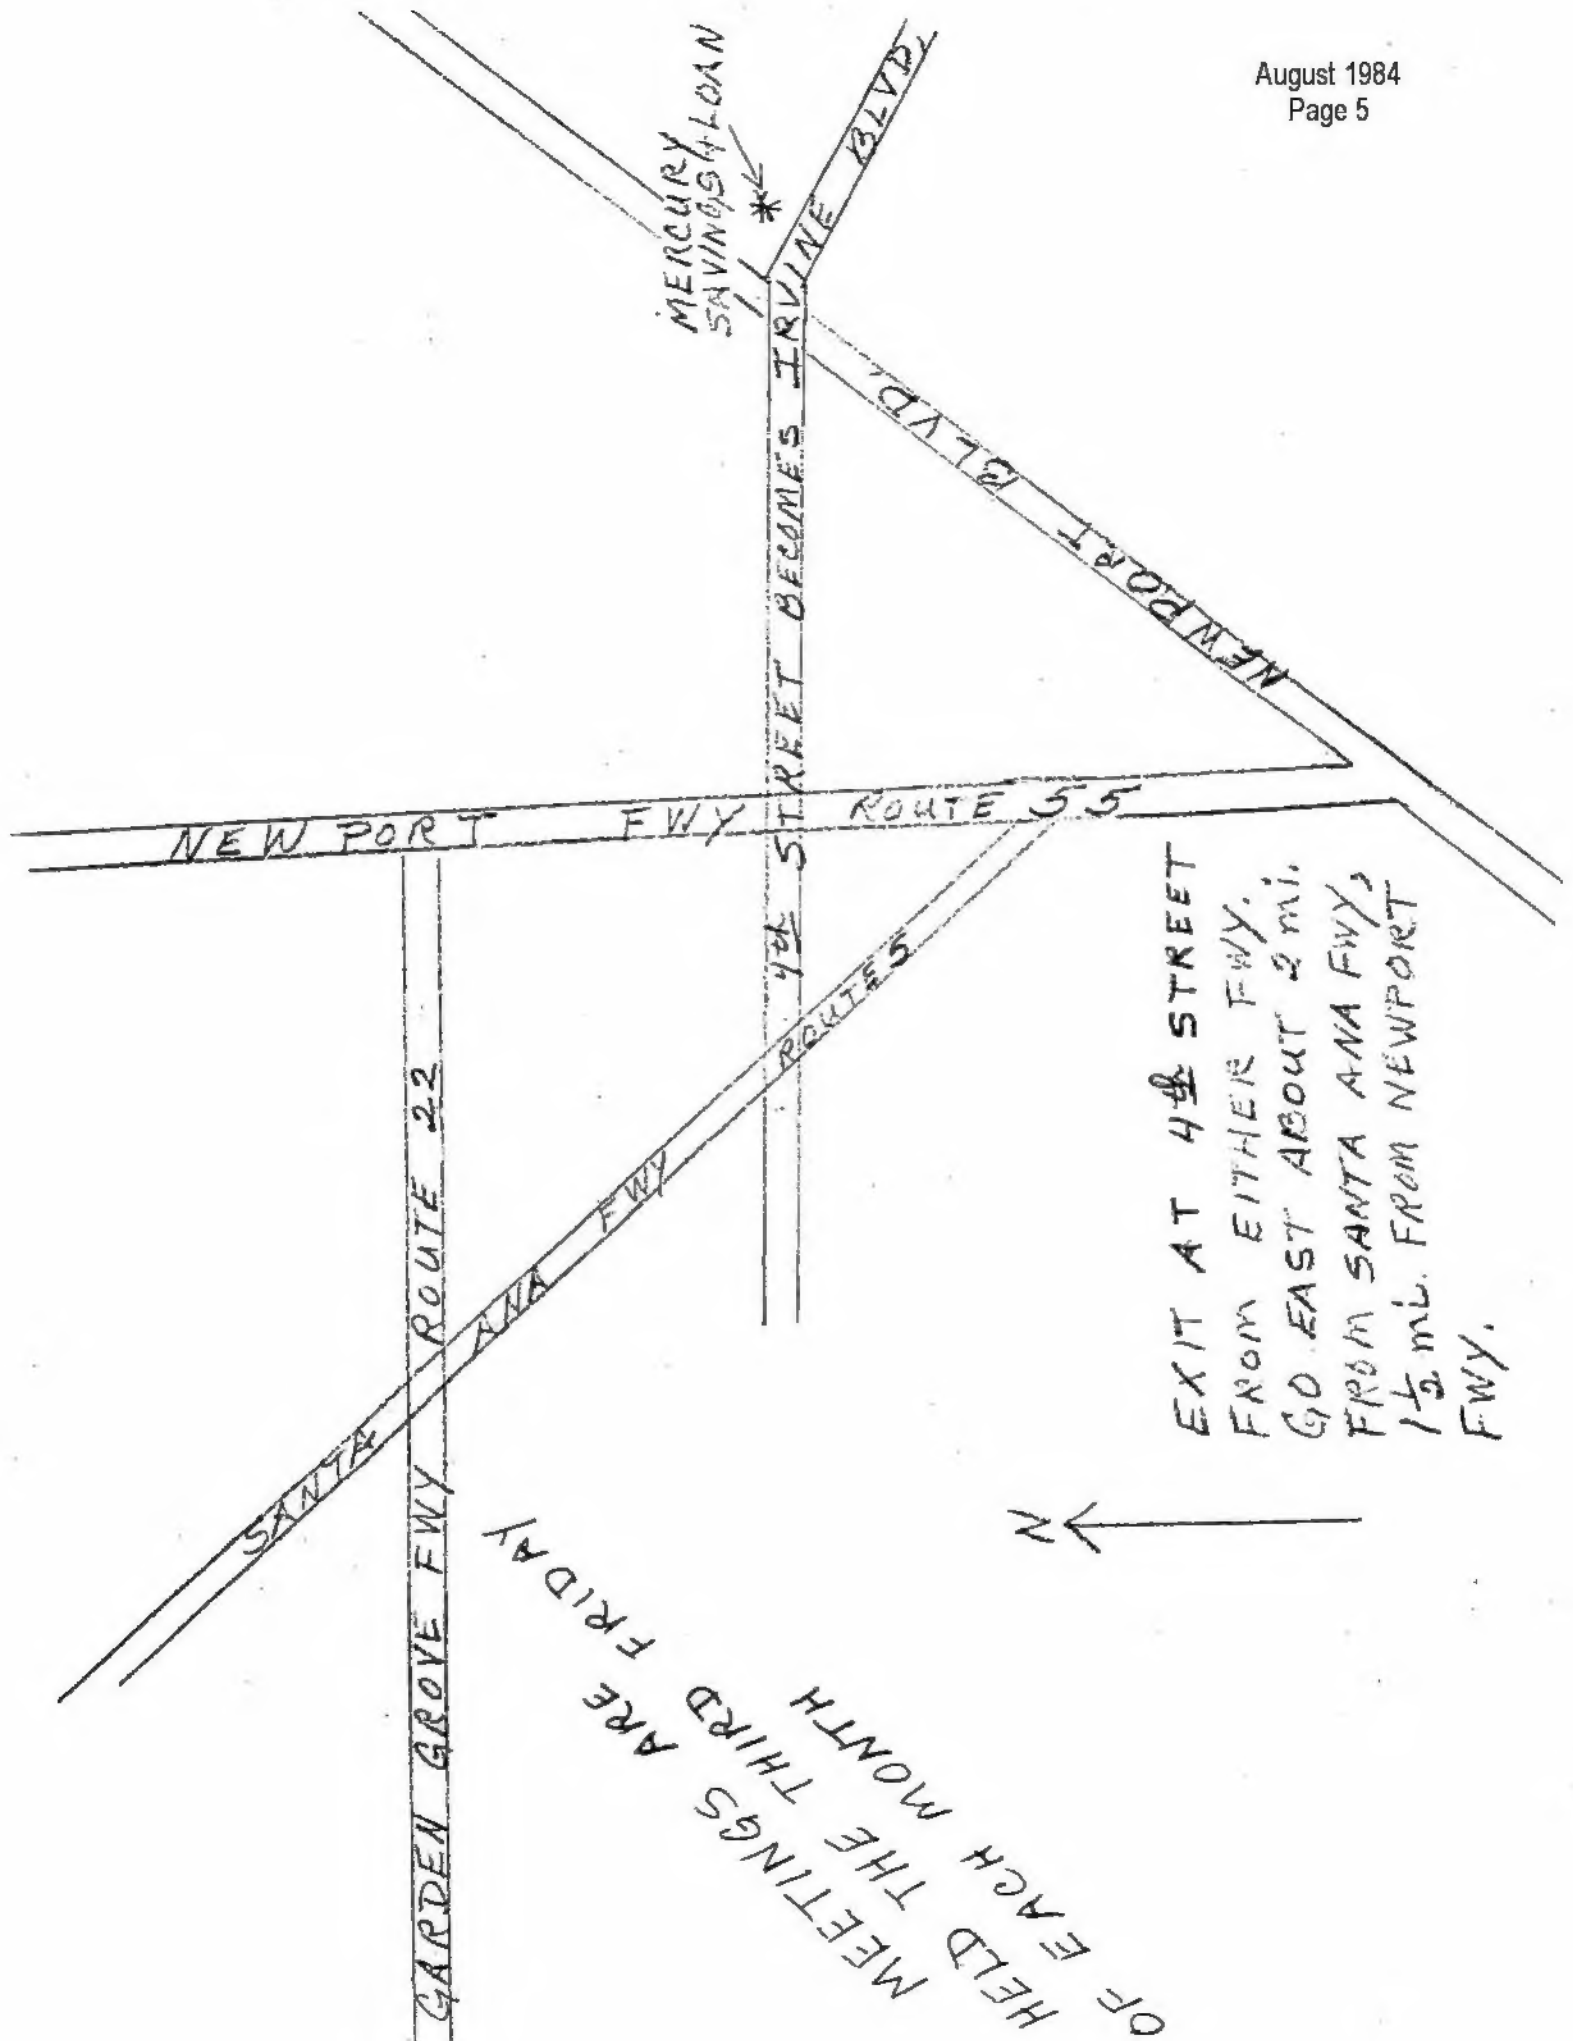 August 1984
Page 5
MERCURY
SAVINGS & LOAN
*
IRVINE BLVD.
4th STREET BECOMES
NEWPORT BLVD.
NEWPORT FWY ROUTE 55
GARDEN GROVE FWY ROUTE 22
SANTA ANA FWY ROUTE 5
EXIT AT 4th STREET
FROM EITHER FWY.
GO EAST ABOUT 2 mi.
FROM SANTA ANA FWY,
1 1/2 mi. FROM NEWPORT
FWY.
N
MEETINGS ARE
HELD THE THIRD FRIDAY
OF EACH MONTH